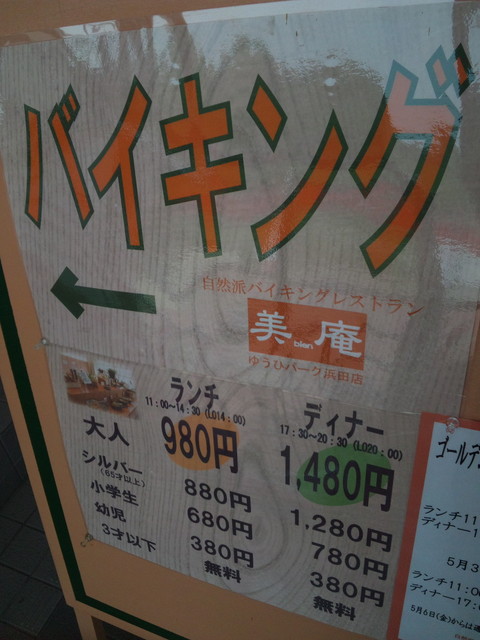 バイキング
自然派バイキングレストラン
美庵
bien
ゆうひパーク浜田店
ランチ
11:00~14:30(LO14:00)
ディナー
17:30~20:30(LO20:00)
大人 980円 1,480円
シルバー(65才以上) 880円 1,280円
小学生 680円 780円
幼児 380円 380円
3才以下 無料 無料
ゴールデ
ランチ11
ディナー1
5月3
ランチ11:0
ディナー17:
5月6日(金)からは